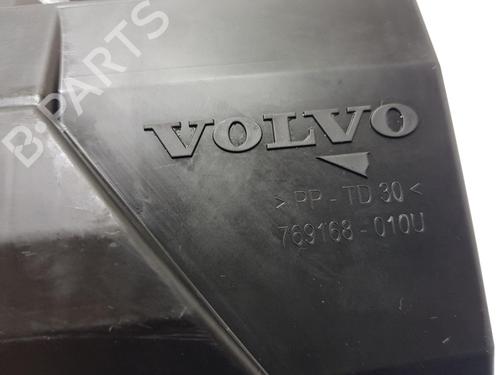 B-PARTS
VOLVO
> PP - TD 30 <
769168 - 010U